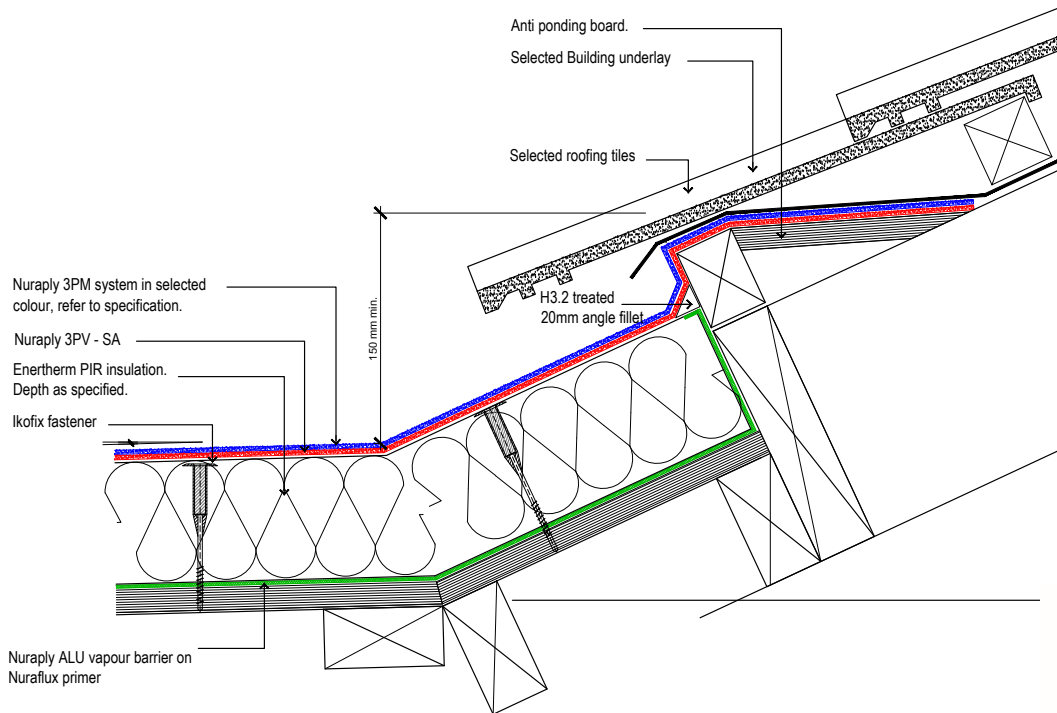 Anti ponding board.
Selected Building underlay
Selected roofing tiles
150 mm min.
H3.2 treated
20mm angle fillet
Nuraply 3PM system in selected
colour, refer to specification.
Nuraply 3PV - SA
Enertherm PIR insulation.
Depth as specified.
Ikofix fastener
Nuraply ALU vapour barrier on
Nuraflux primer